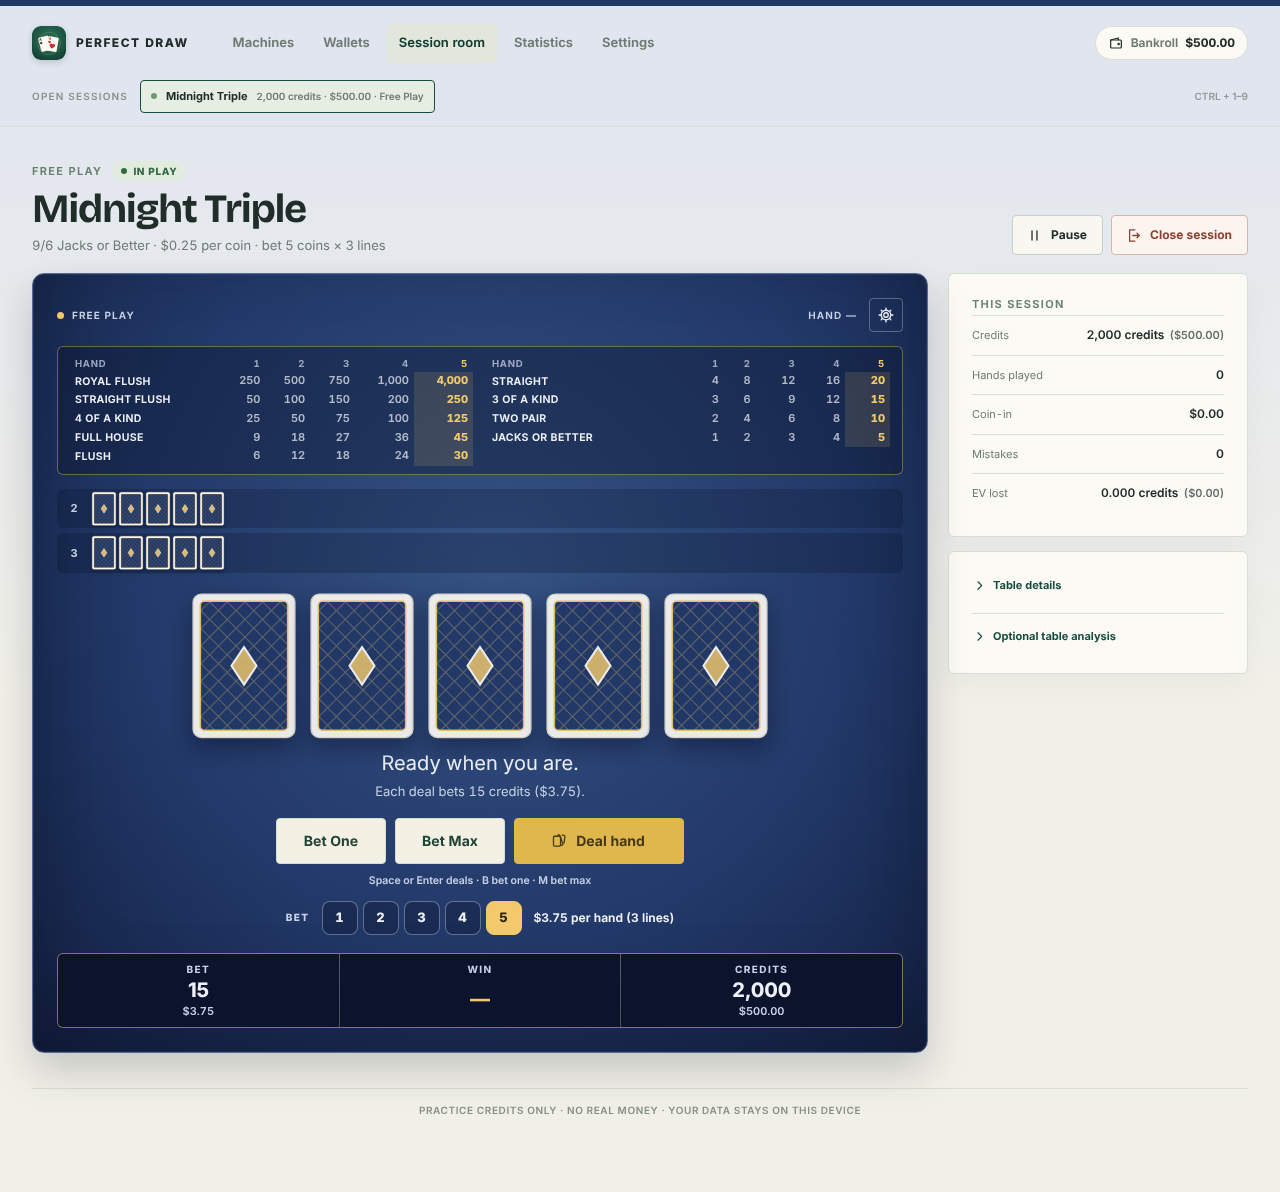 PERFECT DRAW
Machines Wallets Session room Statistics Settings
Bankroll $500.00
OPEN SESSIONS Midnight Triple 2,000 credits · $500.00 · Free Play CTRL + 1–9
FREE PLAY IN PLAY
Midnight Triple
9/6 Jacks or Better · $0.25 per coin · bet 5 coins × 3 lines
Pause Close session
FREE PLAY HAND —
HAND 1 2 3 4 5
ROYAL FLUSH 250 500 750 1,000 4,000
STRAIGHT FLUSH 50 100 150 200 250
4 OF A KIND 25 50 75 100 125
FULL HOUSE 9 18 27 36 45
FLUSH 6 12 18 24 30
HAND 1 2 3 4 5
STRAIGHT 4 8 12 16 20
3 OF A KIND 3 6 9 12 15
TWO PAIR 2 4 6 8 10
JACKS OR BETTER 1 2 3 4 5
2
3
Ready when you are.
Each deal bets 15 credits ($3.75).
Bet One Bet Max Deal hand
Space or Enter deals · B bet one · M bet max
BET 1 2 3 4 5 $3.75 per hand (3 lines)
BET WIN CREDITS
15 — 2,000
$3.75 $500.00
THIS SESSION
Credits 2,000 credits ($500.00)
Hands played 0
Coin-in $0.00
Mistakes 0
EV lost 0.000 credits ($0.00)
Table details
Optional table analysis
PRACTICE CREDITS ONLY · NO REAL MONEY · YOUR DATA STAYS ON THIS DEVICE